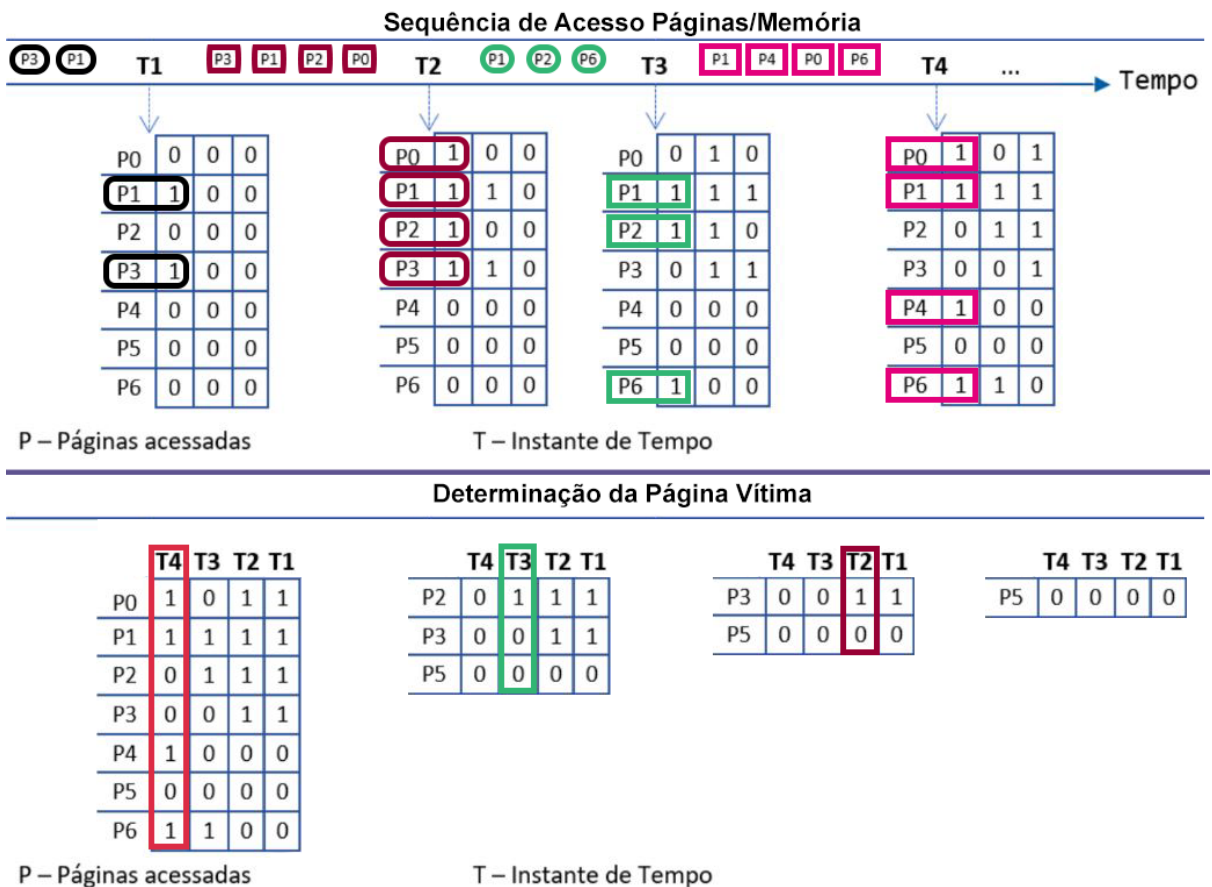 Sequência de Acesso Páginas/Memória
P3 P1 T1 P3 P1 P2 P0 T2 P1 P2 P6 T3 P1 P4 P0 P6 T4 ... Tempo
P0 0 0 0 P0 1 0 0 P0 0 1 0 P0 1 0 1
P1 1 0 0 P1 1 1 0 P1 1 1 1 P1 1 1 1
P2 0 0 0 P2 1 0 0 P2 1 1 0 P2 0 1 1
P3 1 0 0 P3 1 1 0 P3 0 1 1 P3 0 0 1
P4 0 0 0 P4 0 0 0 P4 0 0 0 P4 1 0 0
P5 0 0 0 P5 0 0 0 P5 0 0 0 P5 0 0 0
P6 0 0 0 P6 0 0 0 P6 1 0 0 P6 1 1 0
P – Páginas acessadas T – Instante de Tempo
Determinação da Página Vítima
T4 T3 T2 T1 T4 T3 T2 T1 T4 T3 T2 T1 T4 T3 T2 T1
P0 1 0 1 1 P2 0 1 1 1 P3 0 0 1 1 P5 0 0 0 0
P1 1 1 1 1 P3 0 0 1 1 P5 0 0 0 0
P2 0 1 1 1 P5 0 0 0 0
P3 0 0 1 1
P4 1 0 0 0
P5 0 0 0 0
P6 1 1 0 0
P – Páginas acessadas T – Instante de Tempo